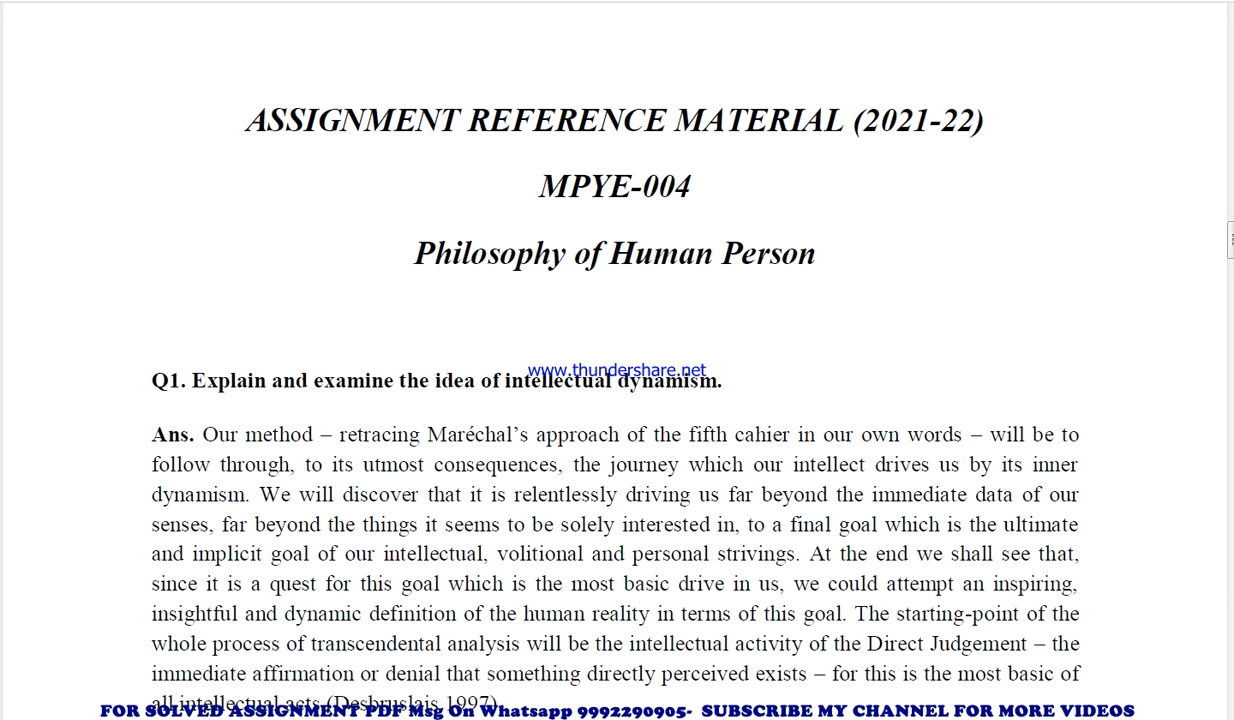 ASSIGNMENT REFERENCE MATERIAL (2021-22)
MPYE-004
Philosophy of Human Person
www.thundershare.net
Q1. Explain and examine the idea of intellectual dynamism.
Ans. Our method – retracing Maréchal’s approach of the fifth cahier in our own words – will be to
follow through, to its utmost consequences, the journey which our intellect drives us by its inner
dynamism. We will discover that it is relentlessly driving us far beyond the immediate data of our
senses, far beyond the things it seems to be solely interested in, to a final goal which is the ultimate
and implicit goal of our intellectual, volitional and personal strivings. At the end we shall see that,
since it is a quest for this goal which is the most basic drive in us, we could attempt an inspiring,
insightful and dynamic definition of the human reality in terms of this goal. The starting-point of the
whole process of transcendental analysis will be the intellectual activity of the Direct Judgement – the
immediate affirmation or denial that something directly perceived exists – for this is the most basic of
all intellectual acts (Desbruslais 1997).
FOR SOLVED ASSIGNMENT PDF Msg On Whatsapp 9992290905- SUBSCRIBE MY CHANNEL FOR MORE VIDEOS